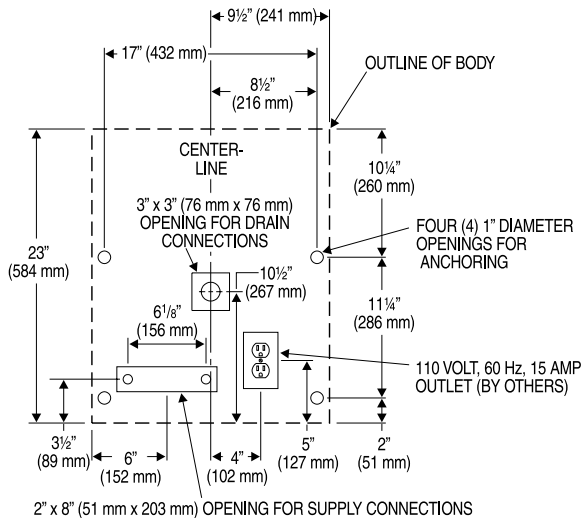 9½” (241 mm)
17” (432 mm)
OUTLINE OF BODY
8½”
(216 mm)
CENTER-
LINE
10¼”
(260 mm)
3” x 3” (76 mm x 76 mm)
OPENING FOR DRAIN
CONNECTIONS
FOUR (4) 1” DIAMETER
OPENINGS FOR
ANCHORING
23”
(584 mm)
10½”
(267 mm)
61/8”
(156 mm)
11¼”
(286 mm)
110 VOLT, 60 Hz, 15 AMP
OUTLET (BY OTHERS)
3½”
(89 mm)
6”
(152 mm)
4”
(102 mm)
5”
(127 mm)
2”
(51 mm)
2” x 8” (51 mm x 203 mm) OPENING FOR SUPPLY CONNECTIONS